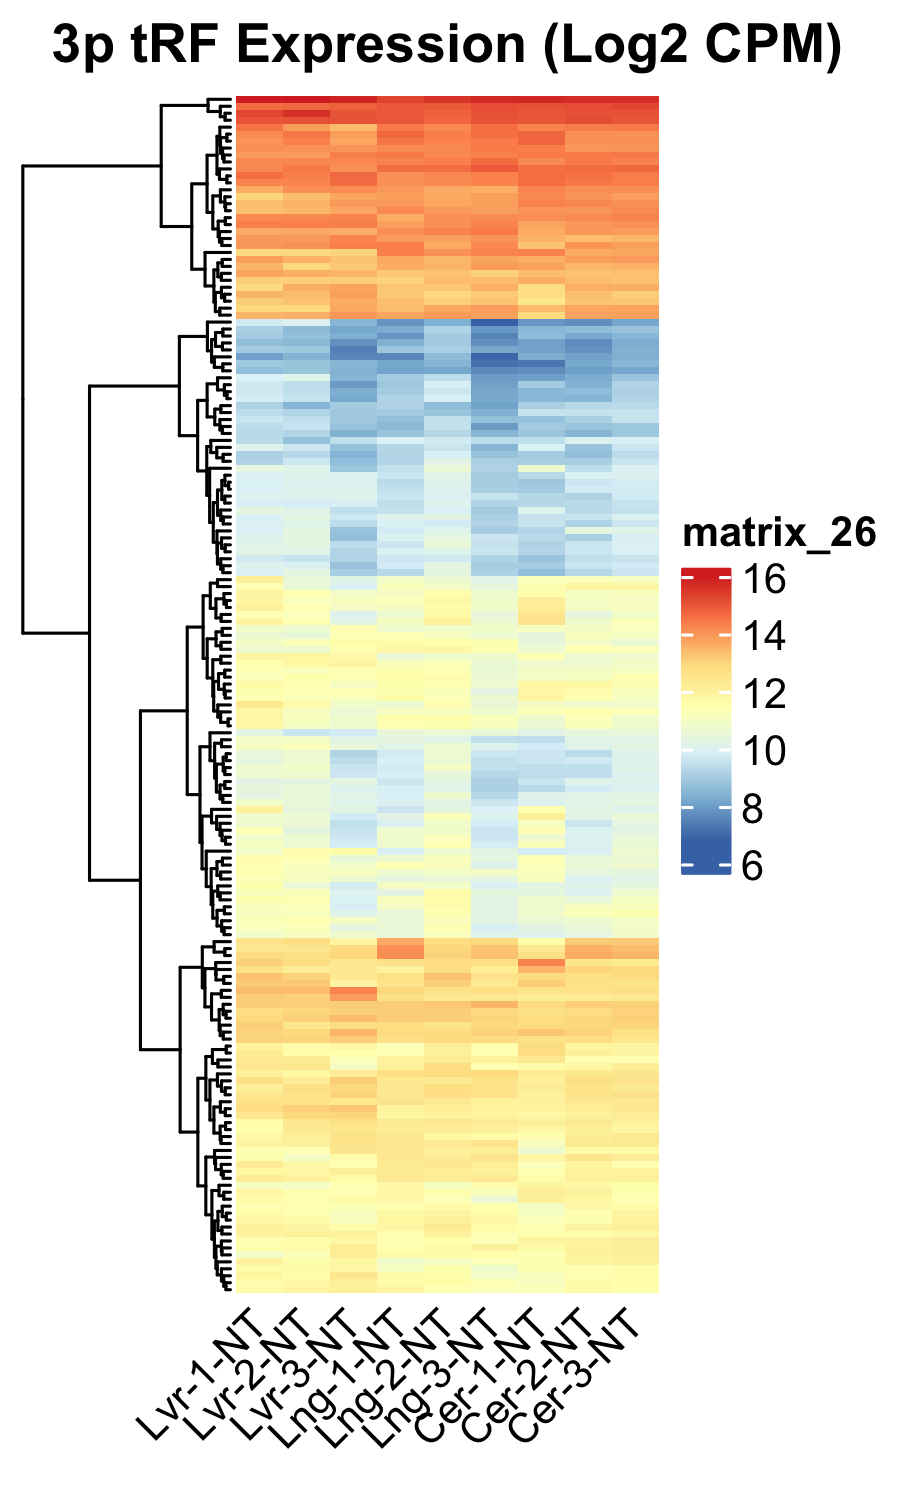 3p tRF Expression (Log2 CPM)
matrix_26
16
14
12
10
8
6
Lvr-1-NT
Lvr-2-NT
Lvr-3-NT
Lng-1-NT
Lng-2-NT
Lng-3-NT
Cer-1-NT
Cer-2-NT
Cer-3-NT